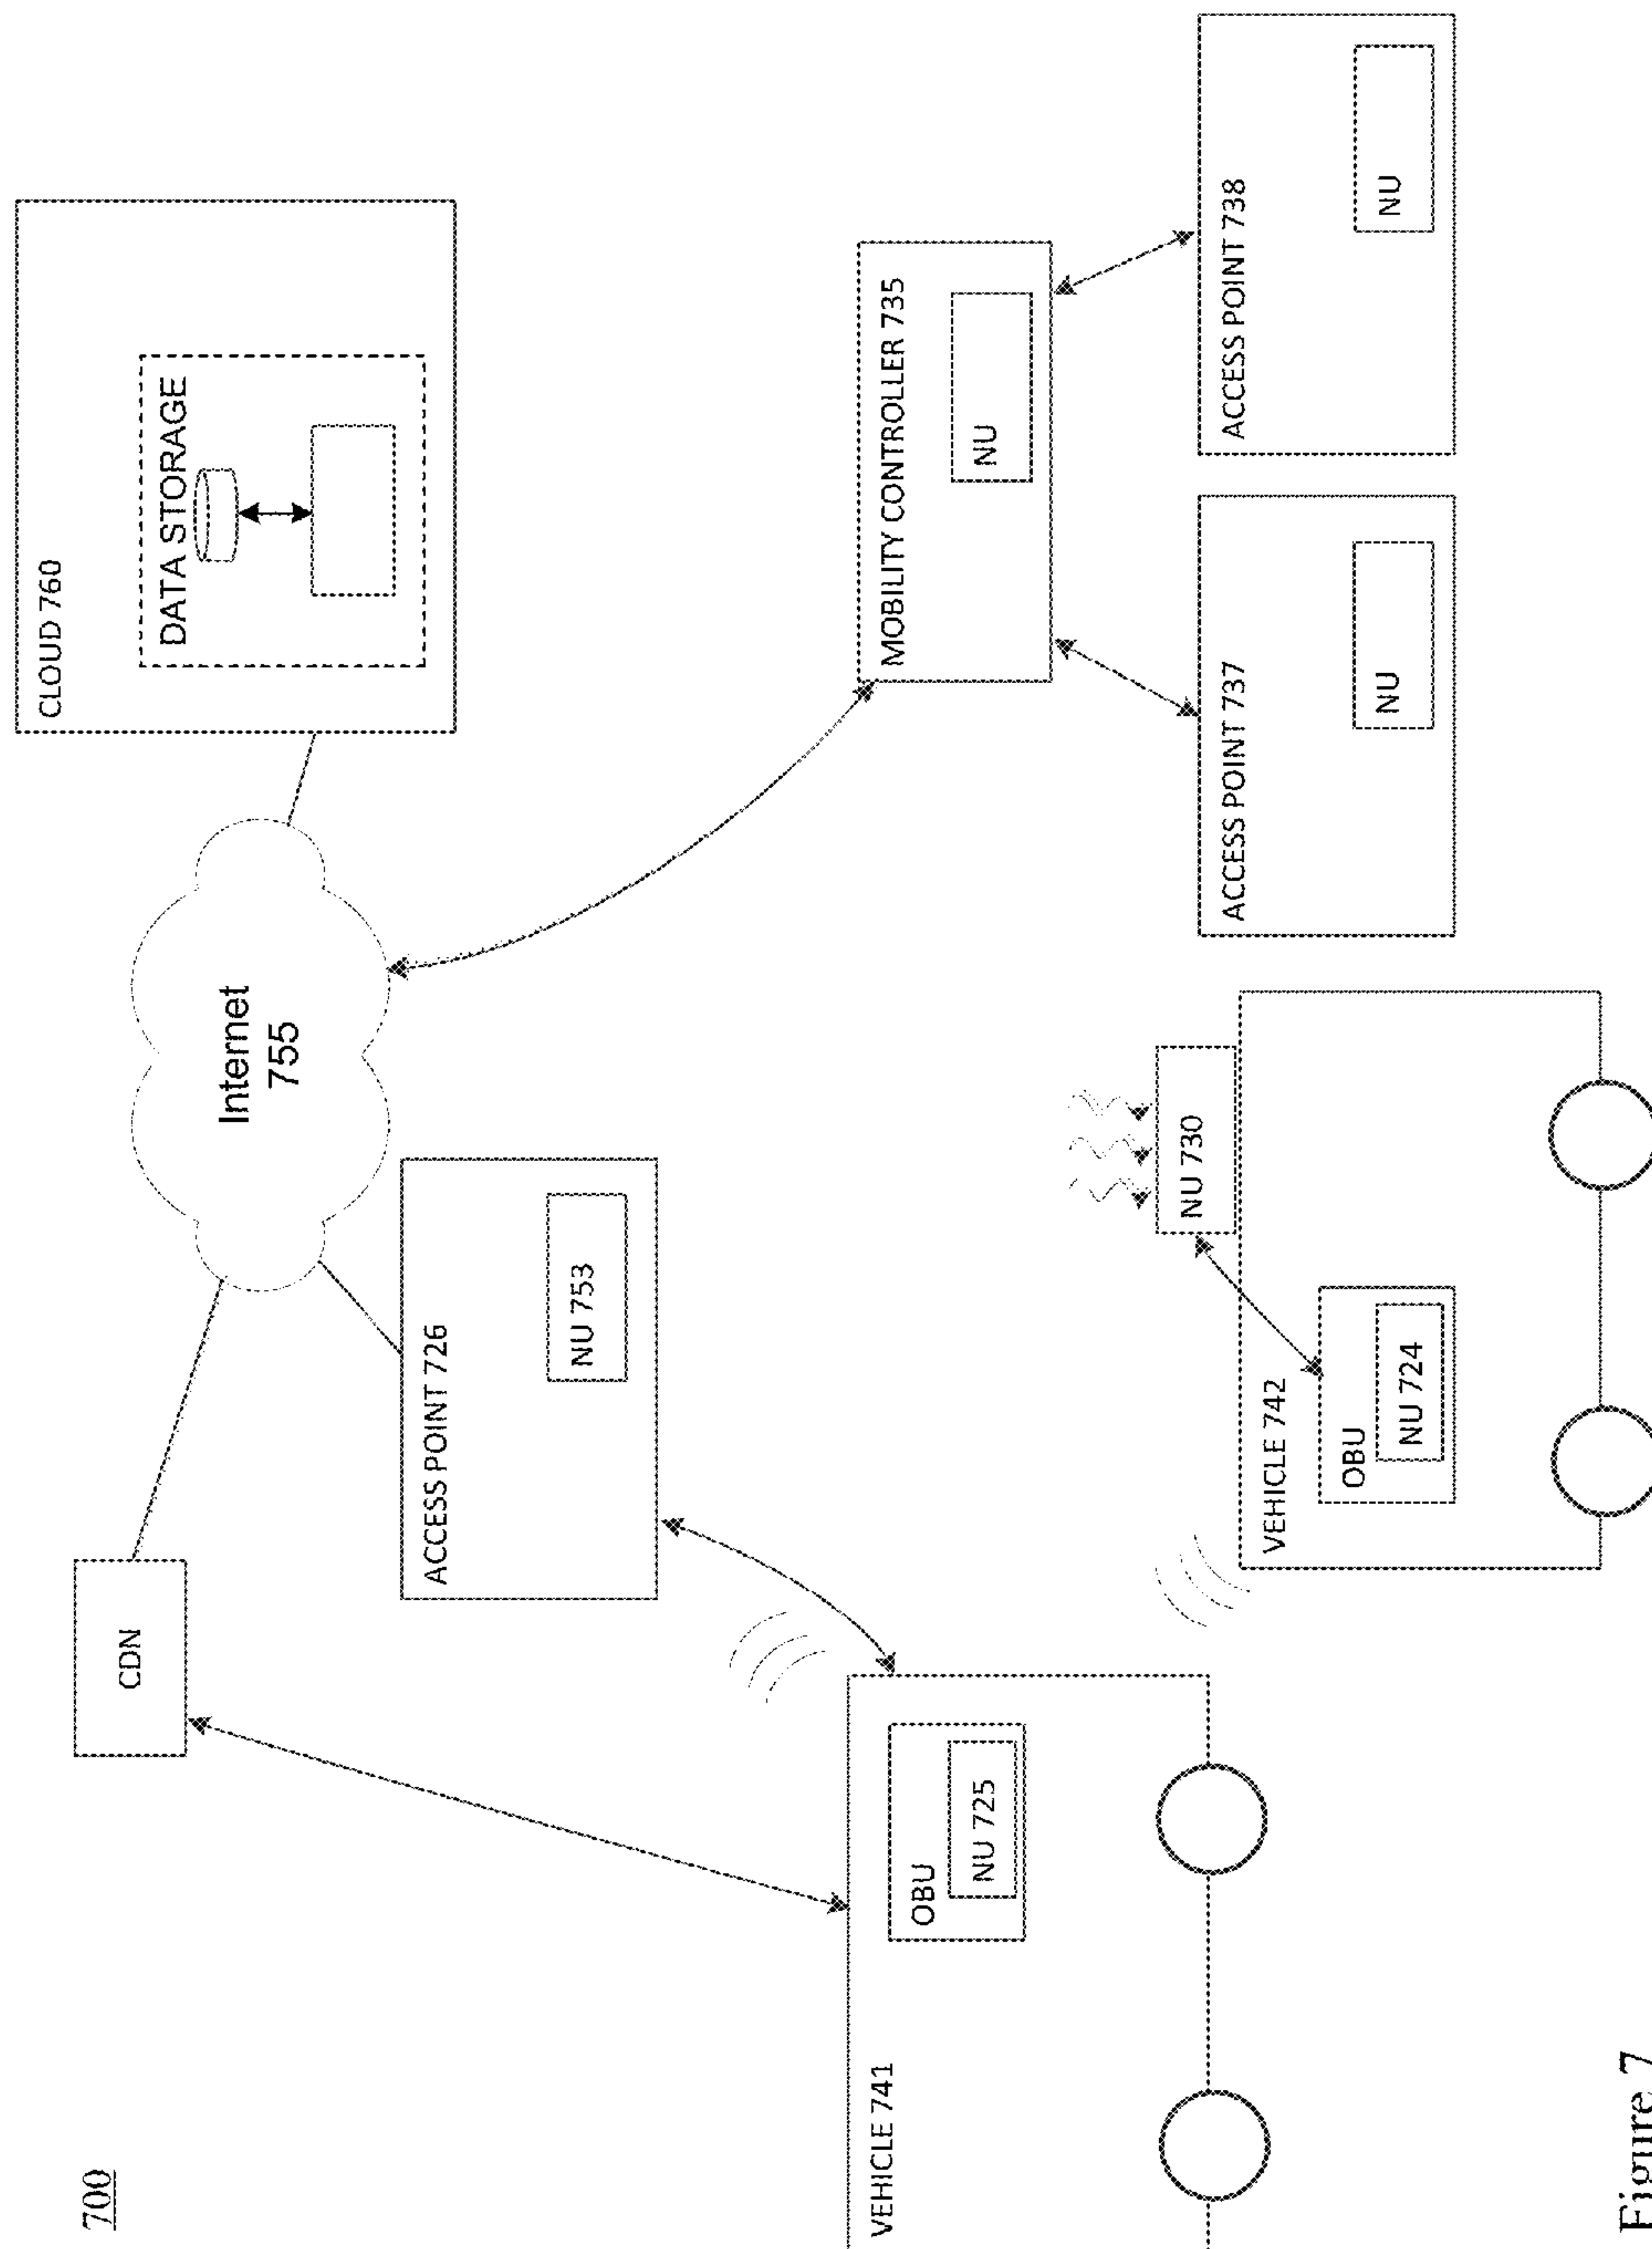 700
CLOUD 760
DATA STORAGE
CDN
Internet
755
ACCESS POINT 726
NU 753
MOBILITY CONTROLLER 735
NU
VEHICLE 741
OBU
NU 725
NU 730
VEHICLE 742
OBU
NU 724
ACCESS POINT 737
NU
ACCESS POINT 738
NU
Figure 7